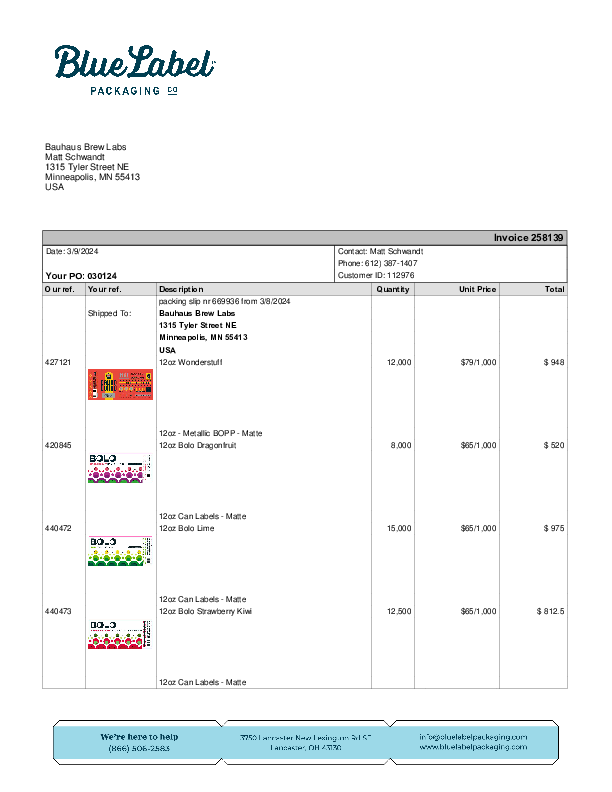 Blue Label
PACKAGING CO
Bauhaus Brew Labs
Matt Schwandt
1315 Tyler Street NE
Minneapolis, MN 55413
USA
Invoice 258139
Date: 3/9/2024
Contact: Matt Schwandt
Phone: 612) 387-1407
Your PO: 030124
Customer ID: 112976
Our ref. Your ref. Description Quantity Unit Price Total
packing slip nr 669936 from 3/8/2024
Shipped To: Bauhaus Brew Labs
1315 Tyler Street NE
Minneapolis, MN 55413
USA
427121 12oz Wonderstuff 12,000 $79/1,000 $ 948
12oz - Metallic BOPP - Matte
420845 12oz Bolo Dragonfruit 8,000 $65/1,000 $ 520
BOLO
12oz Can Labels - Matte
440472 12oz Bolo Lime 15,000 $65/1,000 $ 975
BOLO
12oz Can Labels - Matte
440473 12oz Bolo Strawberry Kiwi 12,500 $65/1,000 $ 812.5
BOLO
12oz Can Labels - Matte
We're here to help
(866) 506-2583
3750 Lancaster New Lexington Rd SE
Lancaster, OH 43130
info@bluelabelpackaging.com
www.bluelabelpackaging.com